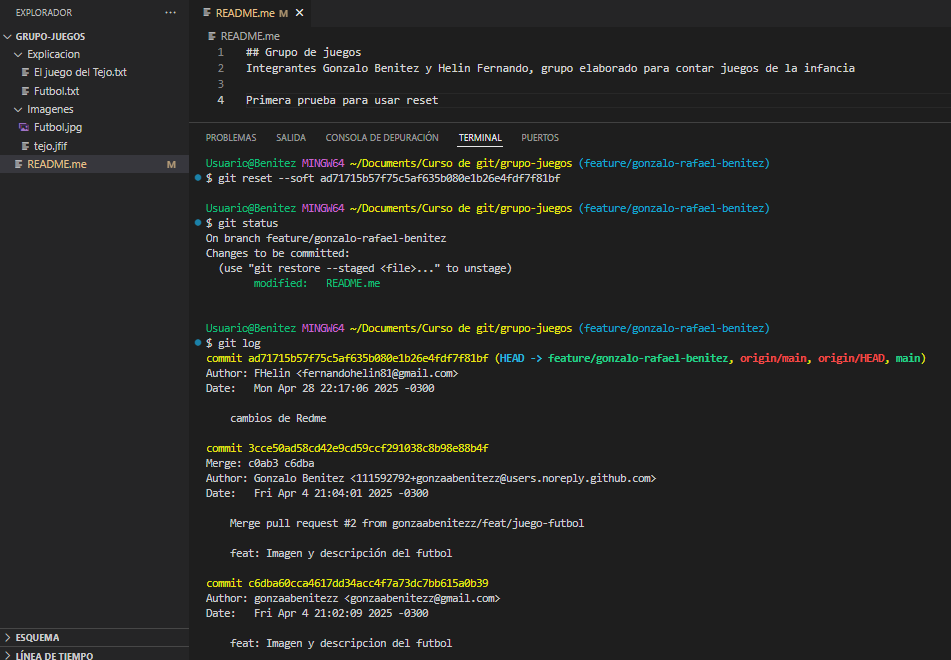 EXPLORADOR
GRUPO-JUEGOS
Explicacion
El juego del Tejo.txt
Futbol.txt
Imagenes
Futbol.jpg
tejo.jfif
README.me M
ESQUEMA
LÍNEA DE TIEMPO
README.me M
README.me
1 ## Grupo de juegos
2 Integrantes Gonzalo Benitez y Helin Fernando, grupo elaborado para contar juegos de la infancia
3
4 Primera prueba para usar reset
PROBLEMAS SALIDA CONSOLA DE DEPURACIÓN TERMINAL PUERTOS
Usuario@Benitez MINGW64 ~/Documents/Curso de git/grupo-juegos (feature/gonzalo-rafael-benitez)
$ git reset --soft ad71715b57f75c5af635b080e1b26e4fdf7f81bf
Usuario@Benitez MINGW64 ~/Documents/Curso de git/grupo-juegos (feature/gonzalo-rafael-benitez)
$ git status
On branch feature/gonzalo-rafael-benitez
Changes to be committed:
(use "git restore --staged <file>..." to unstage)
modified: README.me
Usuario@Benitez MINGW64 ~/Documents/Curso de git/grupo-juegos (feature/gonzalo-rafael-benitez)
$ git log
commit ad71715b57f75c5af635b080e1b26e4fdf7f81bf (HEAD -> feature/gonzalo-rafael-benitez, origin/main, origin/HEAD, main)
Author: FHelin <fernandohelin81@gmail.com>
Date: Mon Apr 28 22:17:06 2025 -0300
cambios de Redme
commit 3cce50ad58cd42e9cd59ccf291038c8b98e88b4f
Merge: c0ab3 c6dba
Author: Gonzalo Benitez <111592792+gonzaabenitezz@users.noreply.github.com>
Date: Fri Apr 4 21:04:01 2025 -0300
Merge pull request #2 from gonzaabenitezz/feat/juego-futbol
feat: Imagen y descripción del futbol
commit c6dba60cca4617dd34acc4f7a73dc7bb615a0b39
Author: gonzaabenitezz <gonzaabenitezz@gmail.com>
Date: Fri Apr 4 21:02:09 2025 -0300
feat: Imagen y descripcion del futbol